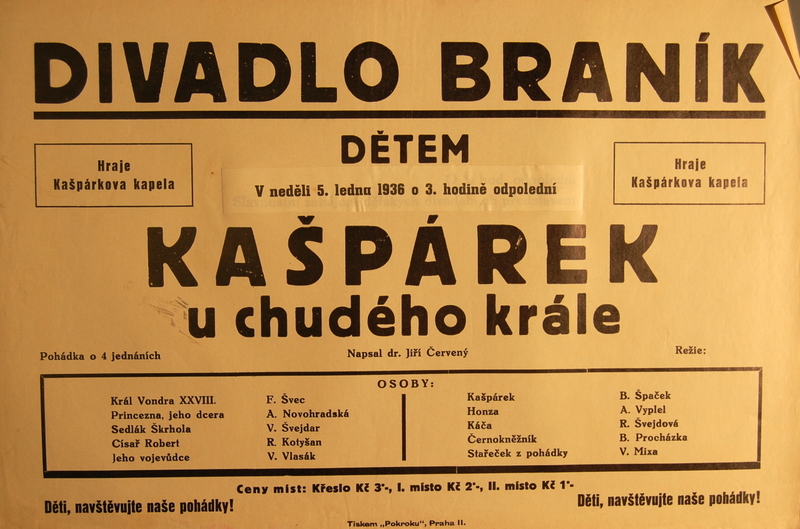 DIVADLO BRANÍK
DĚTEM
Hraje
Kašpárkova kapela
V neděli 5. ledna 1936 o 3. hodině odpolední
Hraje
Kašpárkova kapela
KAŠPÁREK
u chudého krále
Pohádka o 4 jednáních Napsal dr. Jiří Červený Režie:
OSOBY:
Král Vondra XXVIII. F. Švec
Princezna, jeho dcera A. Novohradská
Sedlák Škrhola V. Švejdar
Císař Robert R. Kotyšan
Jeho vojevůdce V. Vlasák
Kašpárek B. Špaček
Honza A. Vyplel
Káča R. Švejdová
Černokněžník B. Procházka
Stařeček z pohádky V. Mixa
Ceny míst: Křeslo Kč 3·-, I. místo Kč 2·-, II. místo Kč 1·-
Děti, navštěvujte naše pohádky! Děti, navštěvujte naše pohádky!
Tiskem „Pokroku", Praha II.